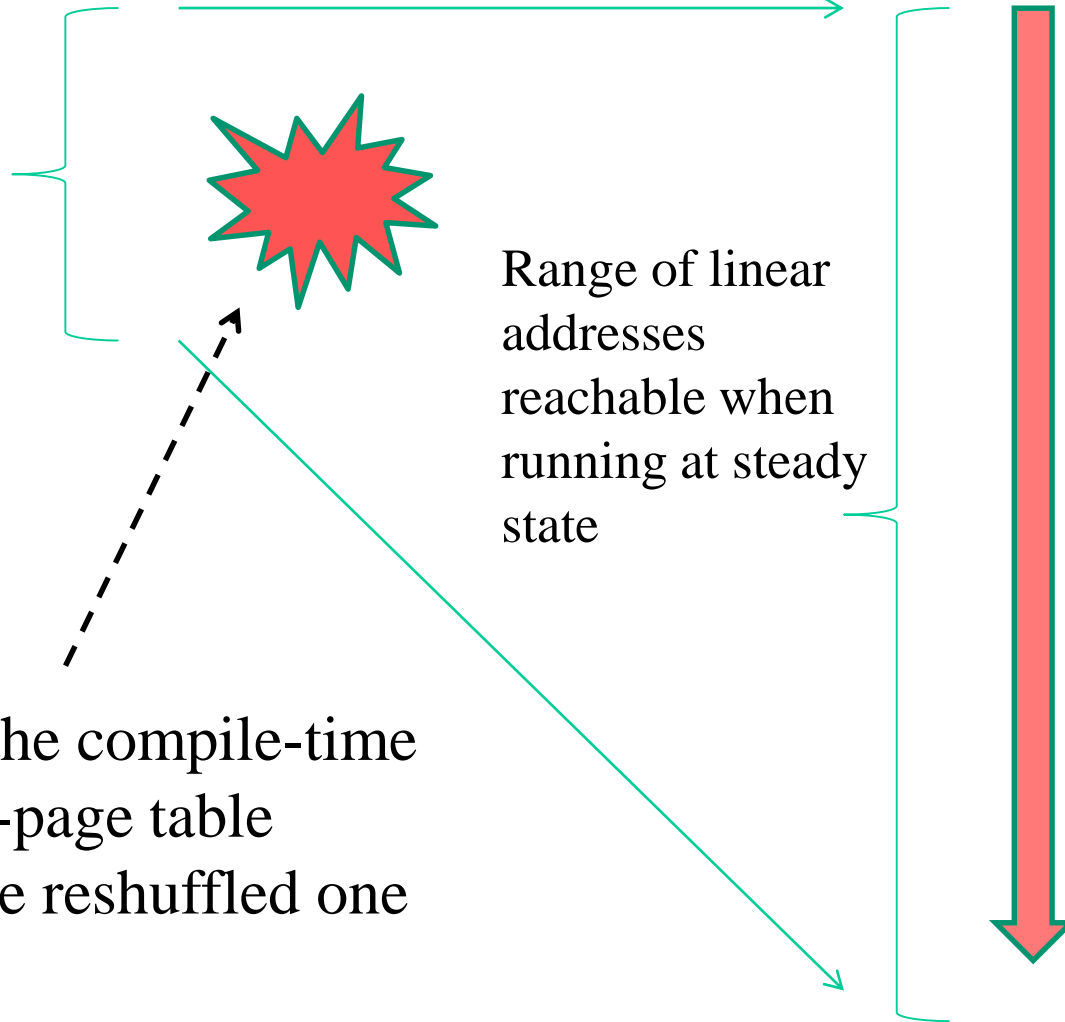 Range of linear
addresses
reachable when
running at steady
state
he compile-time
-page table
e reshuffled one